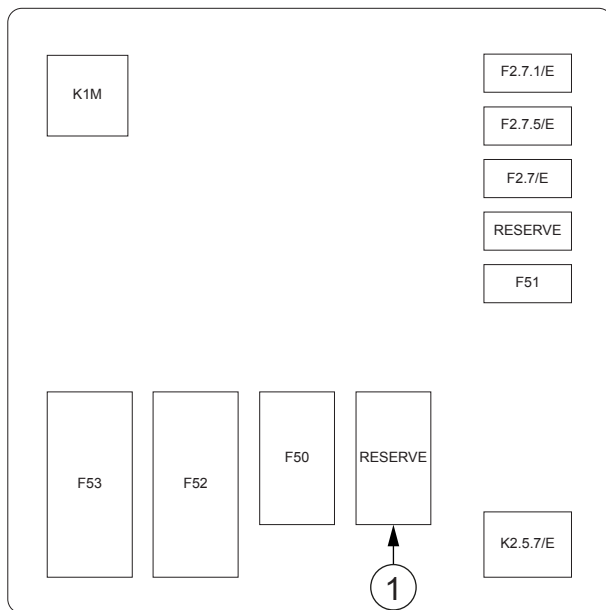 K1M
F2.7.1/E
F2.7.5/E
F2.7/E
RESERVE
F51
F53
F52
F50
RESERVE
K2.5.7/E
1